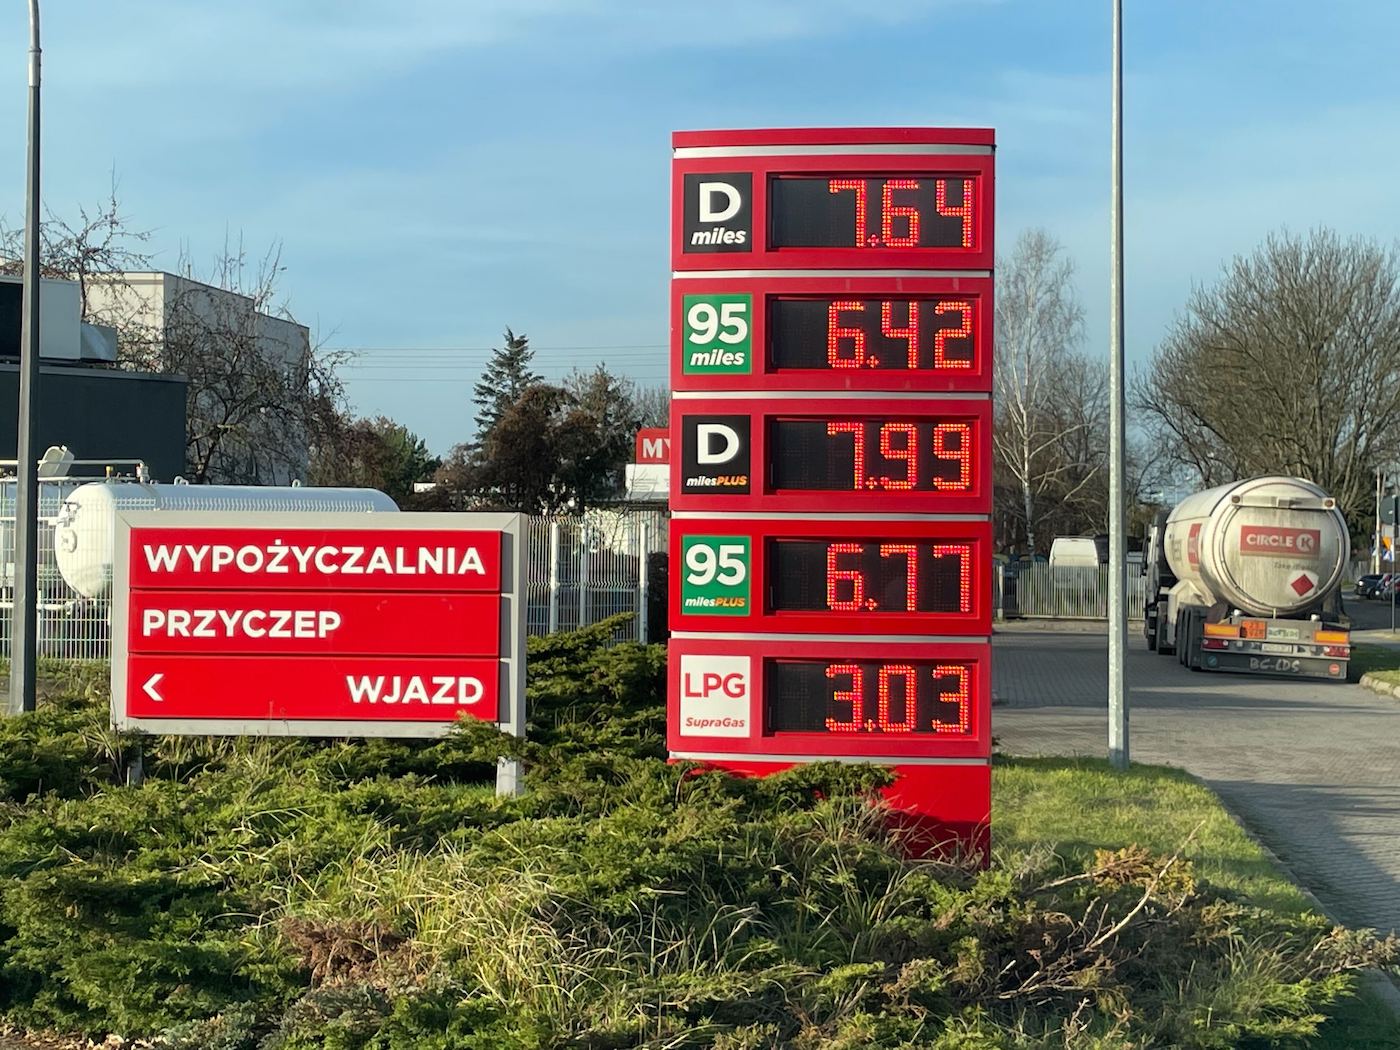 WYPOŻYCZALNIA
PRZYCZEP
< WJAZD
MY
D miles 7.64
95 miles 6.42
D milesPLUS 7.99
95 milesPLUS 6.77
LPG SupraGas 3.03
CIRCLE K